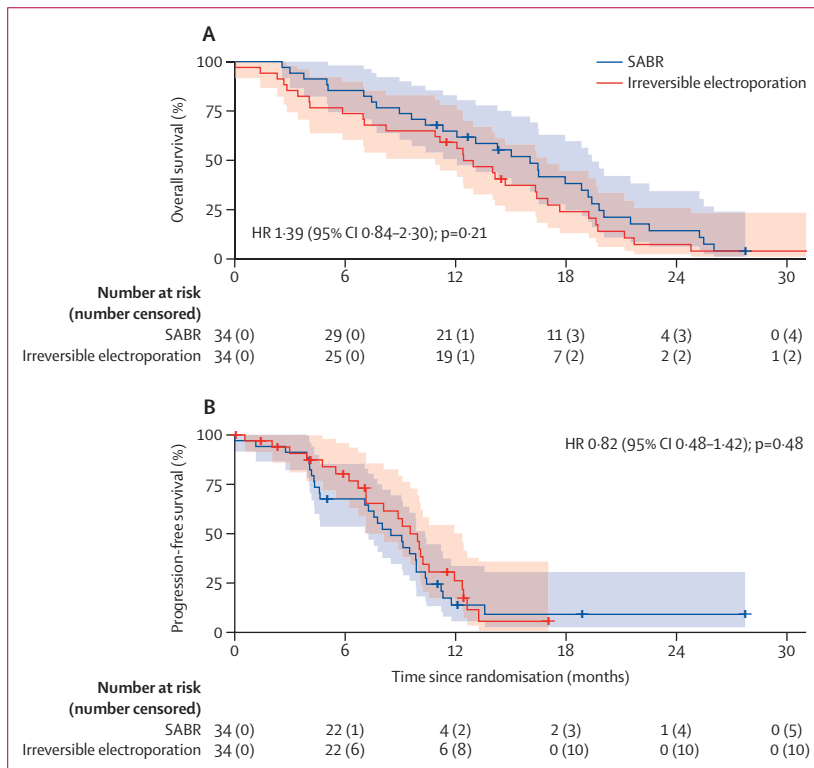 A
SABR
Irreversible electroporation
Overall survival (%)
100
75
50
25
0
HR 1·39 (95% CI 0·84–2·30); p=0·21
0 6 12 18 24 30
Number at risk
(number censored)
SABR 34 (0) 29 (0) 21 (1) 11 (3) 4 (3) 0 (4)
Irreversible electroporation 34 (0) 25 (0) 19 (1) 7 (2) 2 (2) 1 (2)
B
HR 0·82 (95% CI 0·48–1·42); p=0·48
Progression-free survival (%)
100
75
50
25
0
0 6 12 18 24 30
Time since randomisation (months)
Number at risk
(number censored)
SABR 34 (0) 22 (1) 4 (2) 2 (3) 1 (4) 0 (5)
Irreversible electroporation 34 (0) 22 (6) 6 (8) 0 (10) 0 (10) 0 (10)